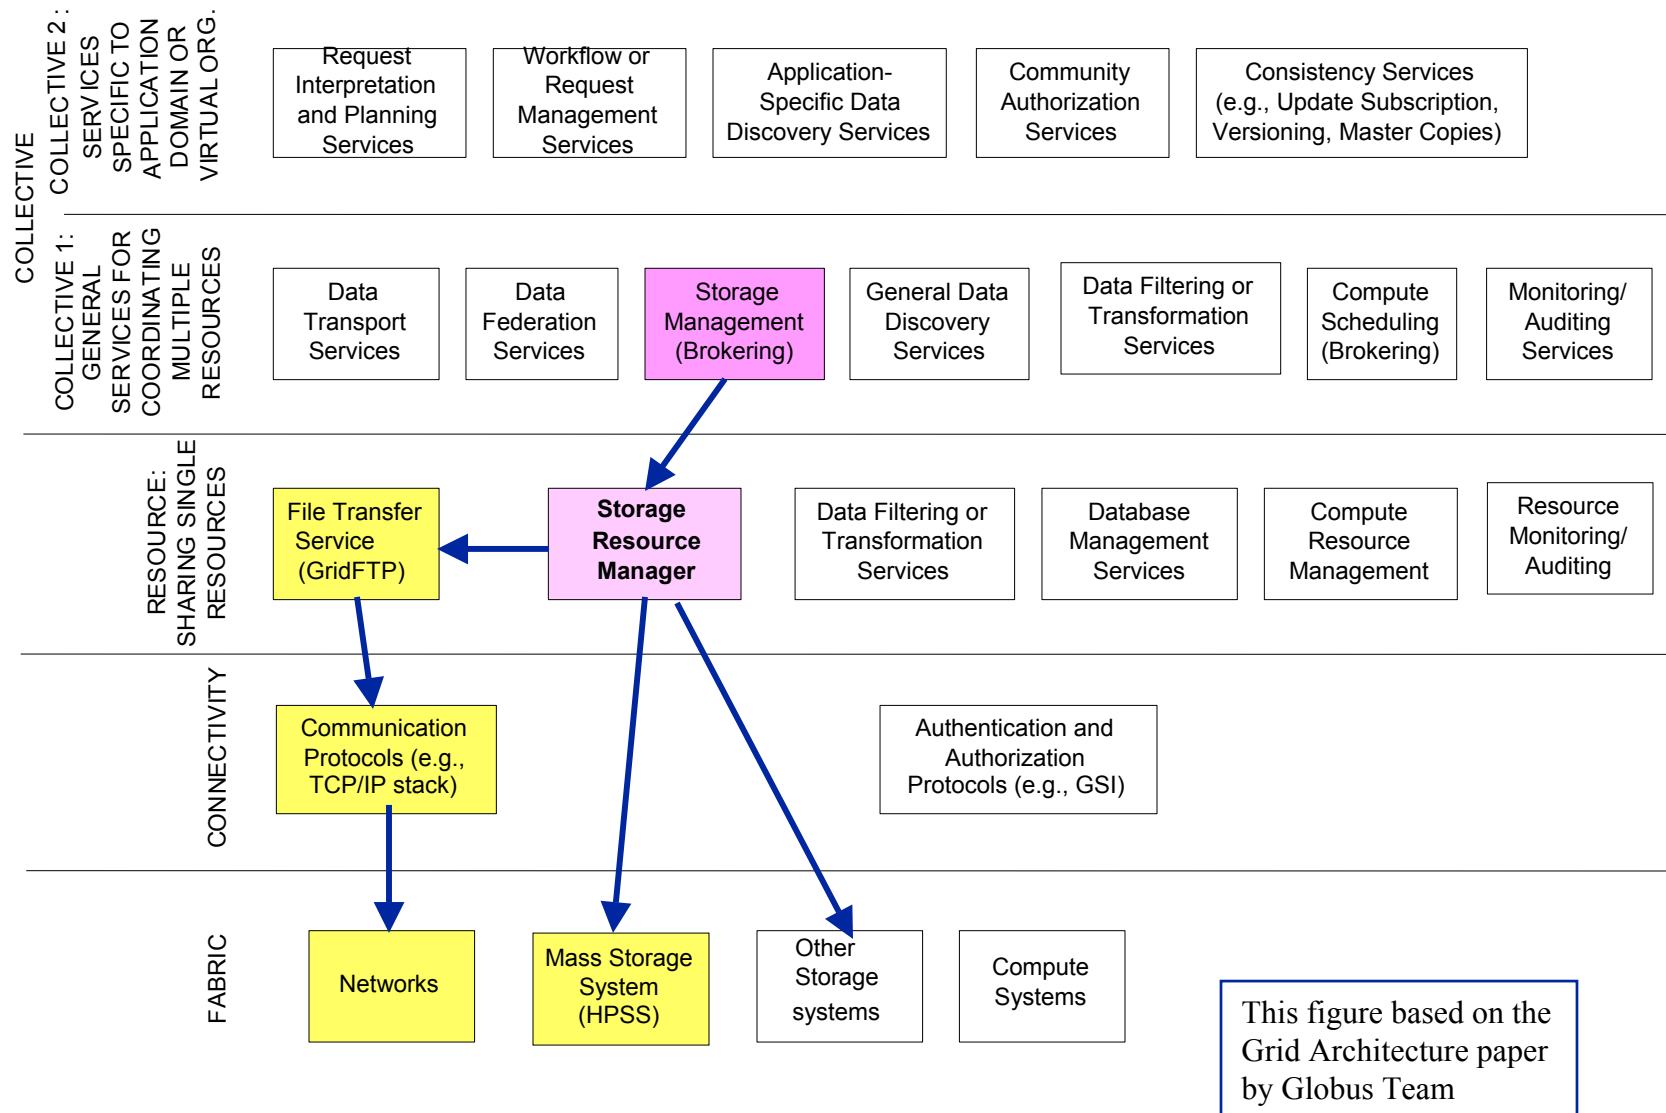 COLLECTIVE
COLLECTIVE 2 :
SERVICES
SPECIFIC TO
APPLICATION
DOMAIN OR
VIRTUAL ORG.
Request
Interpretation
and Planning
Services
Workflow or
Request
Management
Services
Application-
Specific Data
Discovery Services
Community
Authorization
Services
Consistency Services
(e.g., Update Subscription,
Versioning, Master Copies)
COLLECTIVE 1:
GENERAL
SERVICES FOR
COORDINATING
MULTIPLE
RESOURCES
Data
Transport
Services
Data
Federation
Services
Storage
Management
(Brokering)
General Data
Discovery
Services
Data Filtering or
Transformation
Services
Compute
Scheduling
(Brokering)
Monitoring/
Auditing
Services
RESOURCE:
SHARING SINGLE
RESOURCES
File Transfer
Service
(GridFTP)
Storage
Resource
Manager
Data Filtering or
Transformation
Services
Database
Management
Services
Compute
Resource
Management
Resource
Monitoring/
Auditing
CONNECTIVITY
Communication
Protocols (e.g.,
TCP/IP stack)
Authentication and
Authorization
Protocols (e.g., GSI)
FABRIC
Networks
Mass Storage
System
(HPSS)
Other
Storage
systems
Compute
Systems
This figure based on the
Grid Architecture paper
by Globus Team